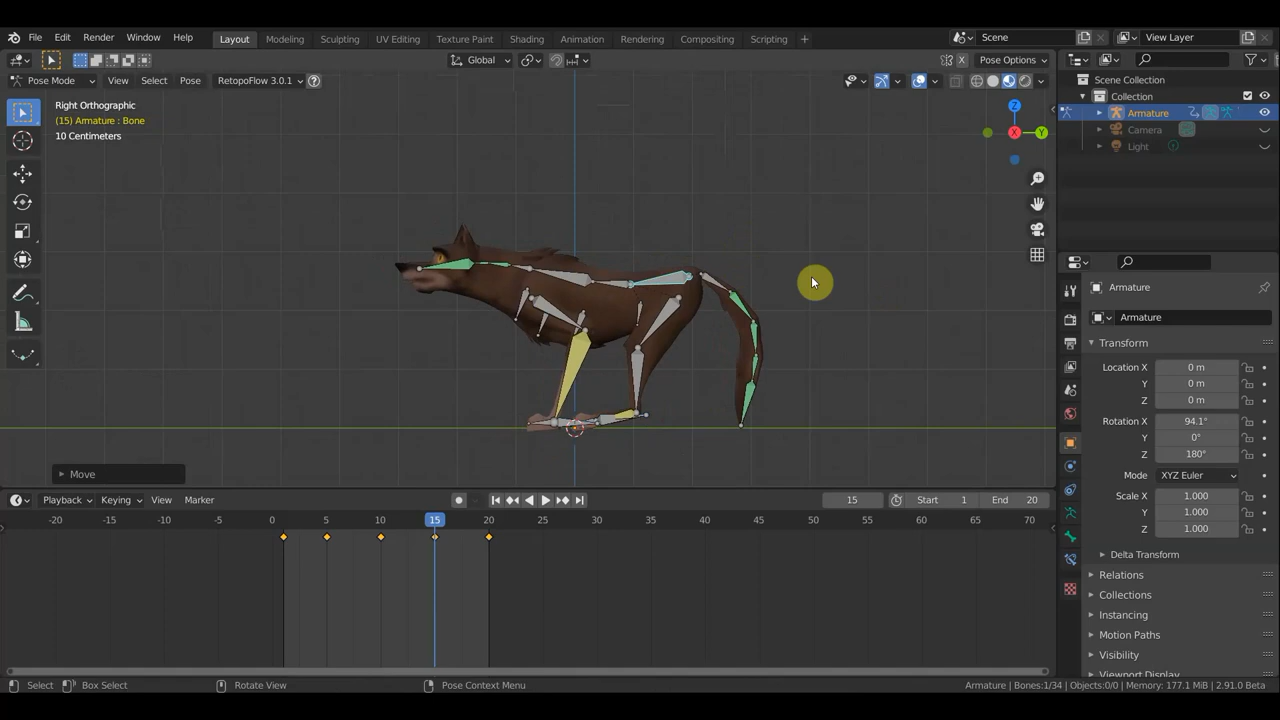 File Edit Render Window Help Layout Modeling Sculpting UV Editing Texture Paint Shading Animation Rendering Compositing Scripting + Scene View Layer
Global Pose Options
Pose Mode View Select Pose RetopoFlow 3.0.1 ?
Right Orthographic
(15) Armature : Bone
10 Centimeters
Z
X
Y
Move
Scene Collection
Collection
Armature
Camera
Light
Armature
Armature
Transform
Location X 0 m
Y 0 m
Z 0 m
Rotation X 94.1°
Y 0°
Z 180°
Mode XYZ Euler
Scale X 1.000
Y 1.000
Z 1.000
Delta Transform
Relations
Collections
Instancing
Motion Paths
Visibility
Playback Keying View Marker 15 Start 1 End 20
-20 -15 -10 -5 0 5 10 15 20 25 30 35 40 45 50 55 60 65 70
Select Box Select Rotate View Pose Context Menu Armature | Bones:1/34 | Objects:0/0 | Memory: 177.1 MiB | 2.91.0 Beta